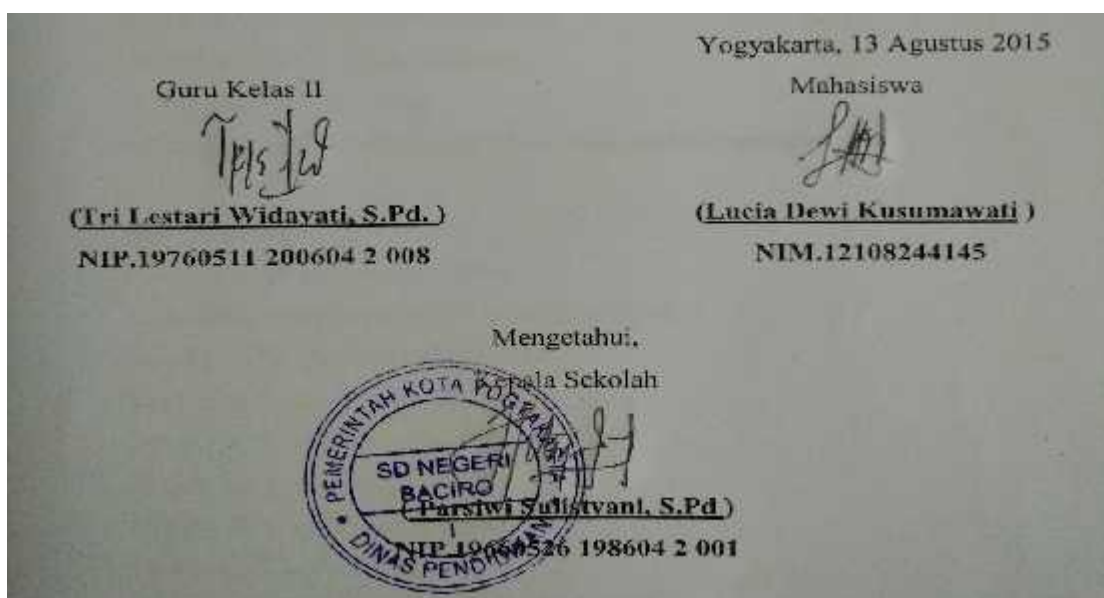 Yogyakarta, 13 Agustus 2015
Guru Kelas II
Mahasiswa
(Tri Lestari Widayati, S.Pd. )
(Lucia Dewi Kusumawati )
NIP.19760511 200604 2 008
NIM.12108244145
Mengetahui,
Kepala Sekolah
PEMERINTAH KOTA YOGYAKARTA
SD NEGERI
BACIRO
( Parsiwi Sulistyani, S.Pd )
NIP 19660526 198604 2 001
DINAS PENDIDIKAN